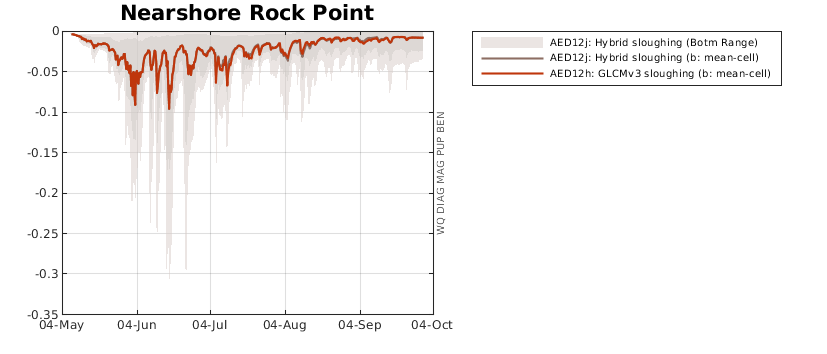 Nearshore Rock Point
0
-0.05
-0.1
-0.15
-0.2
-0.25
-0.3
-0.35
04-May
04-Jun
04-Jul
04-Aug
04-Sep
04-Oct
WQ DIAG MAG PUP BEN
AED12j: Hybrid sloughing (Botm Range)
AED12j: Hybrid sloughing (b: mean-cell)
AED12h: GLCMv3 sloughing (b: mean-cell)